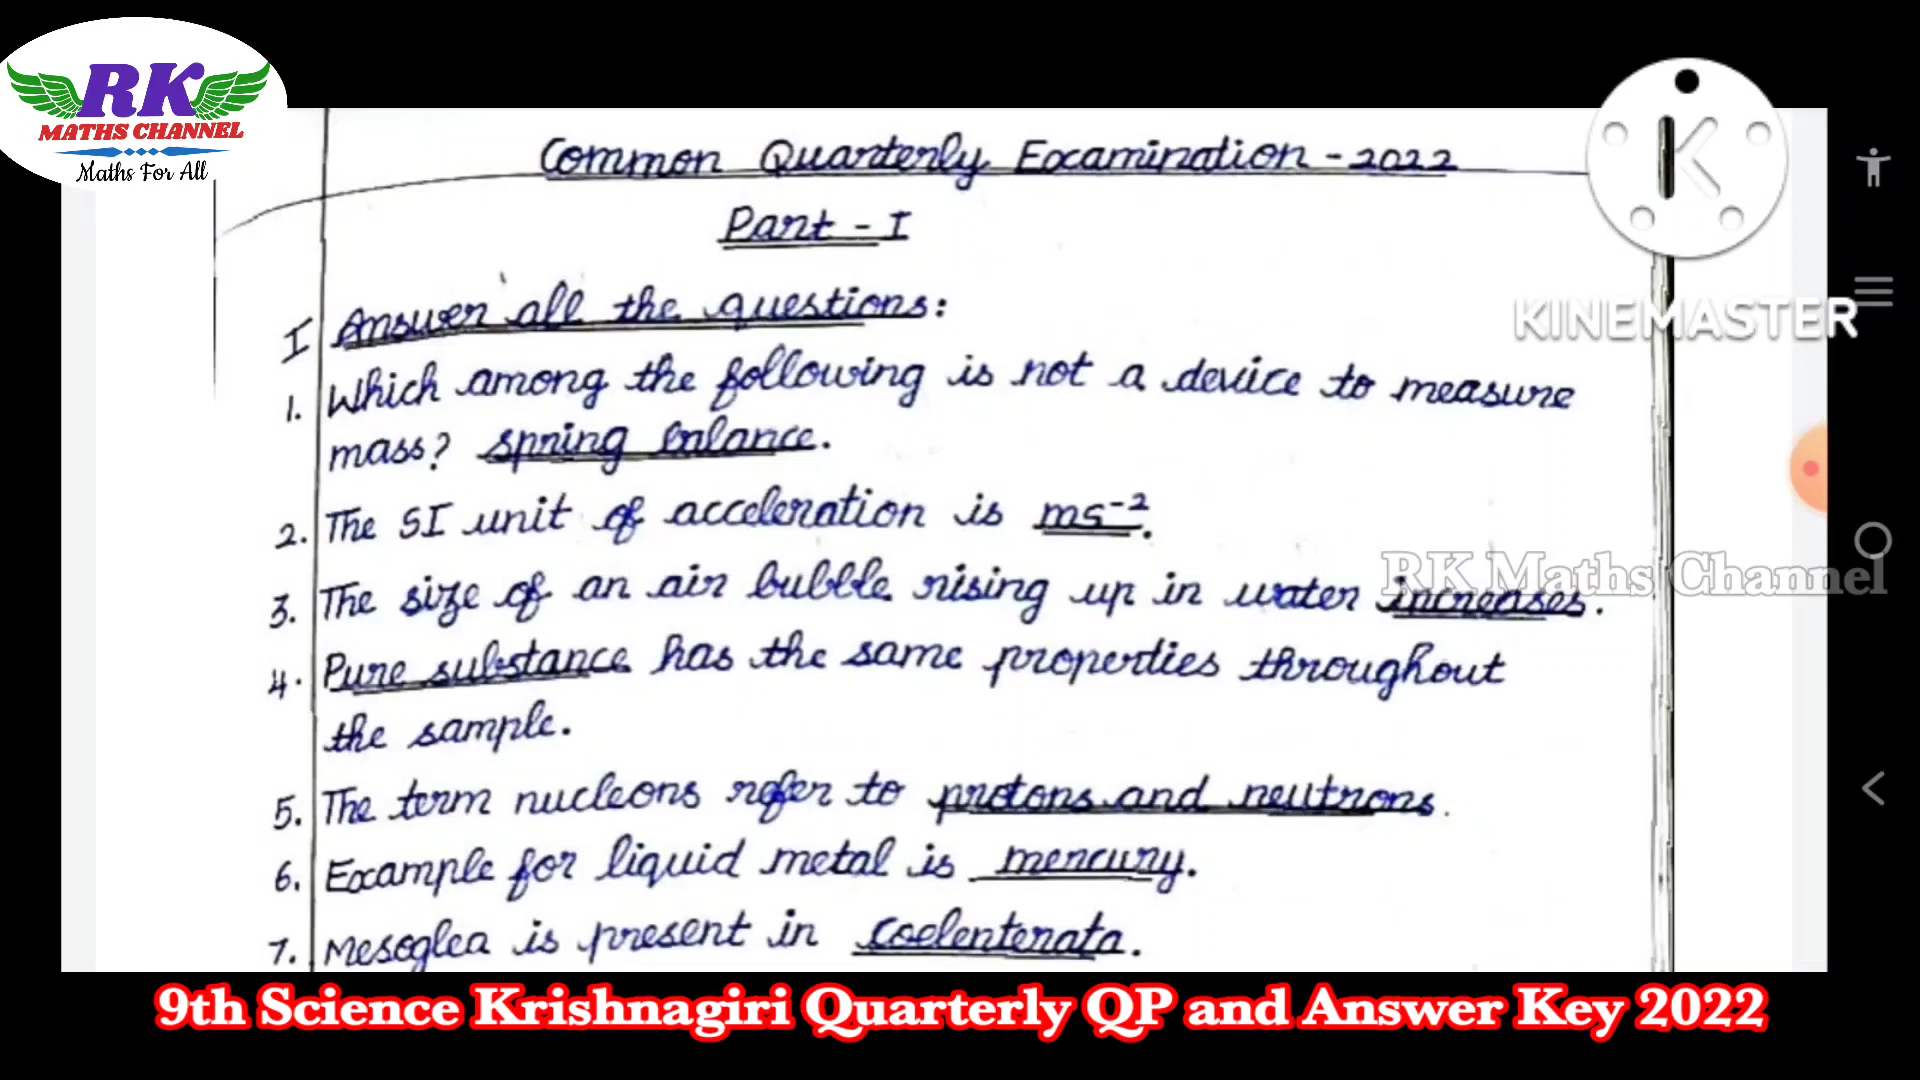 RK
MATHS CHANNEL
Maths For All
Common Quarterly Examination - 2022
Part - I
I Answer all the questions:
1. Which among the following is not a device to measure
mass? spring balance.
2. The SI unit of acceleration is ms⁻².
3. The size of an air bubble rising up in water increases.
4. Pure substance has the same properties throughout
the sample.
5. The term nucleons refer to protons and neutrons.
6. Example for liquid metal is mercury.
7. Mesoglea is present in Coelenterata.
K
KINEMASTER
RK Maths Channel
9th Science Krishnagiri Quarterly QP and Answer Key 2022